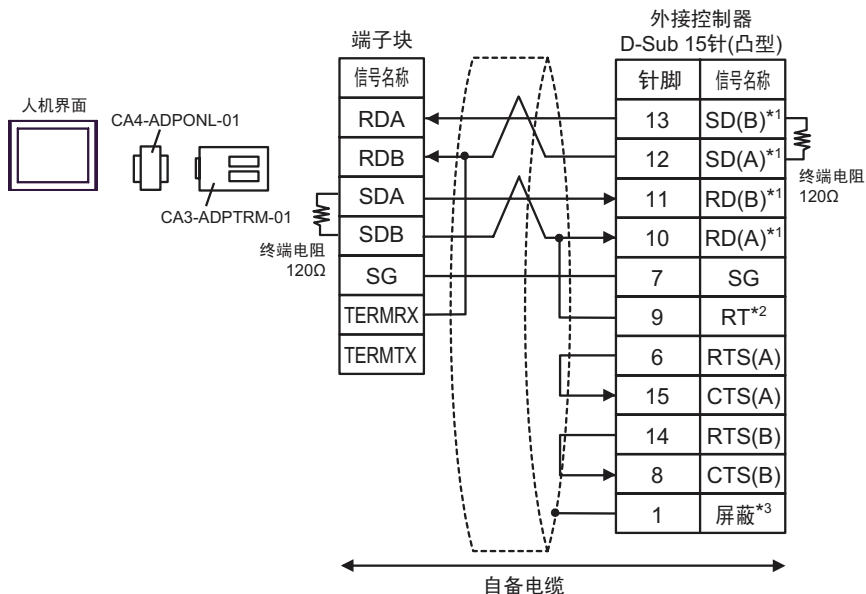 人机界面
CA4-ADPONL-01
CA3-ADPTRM-01
端子块
信号名称
RDA
RDB
SDA
SDB
SG
TERMRX
TERMTX
终端电阻
120Ω
外接控制器
D-Sub 15针(凸型)
针脚 信号名称
13 SD(B)*1
12 SD(A)*1
11 RD(B)*1
10 RD(A)*1
7 SG
9 RT*2
6 RTS(A)
15 CTS(A)
14 RTS(B)
8 CTS(B)
1 屏蔽*3
终端电阻
120Ω
自备电缆